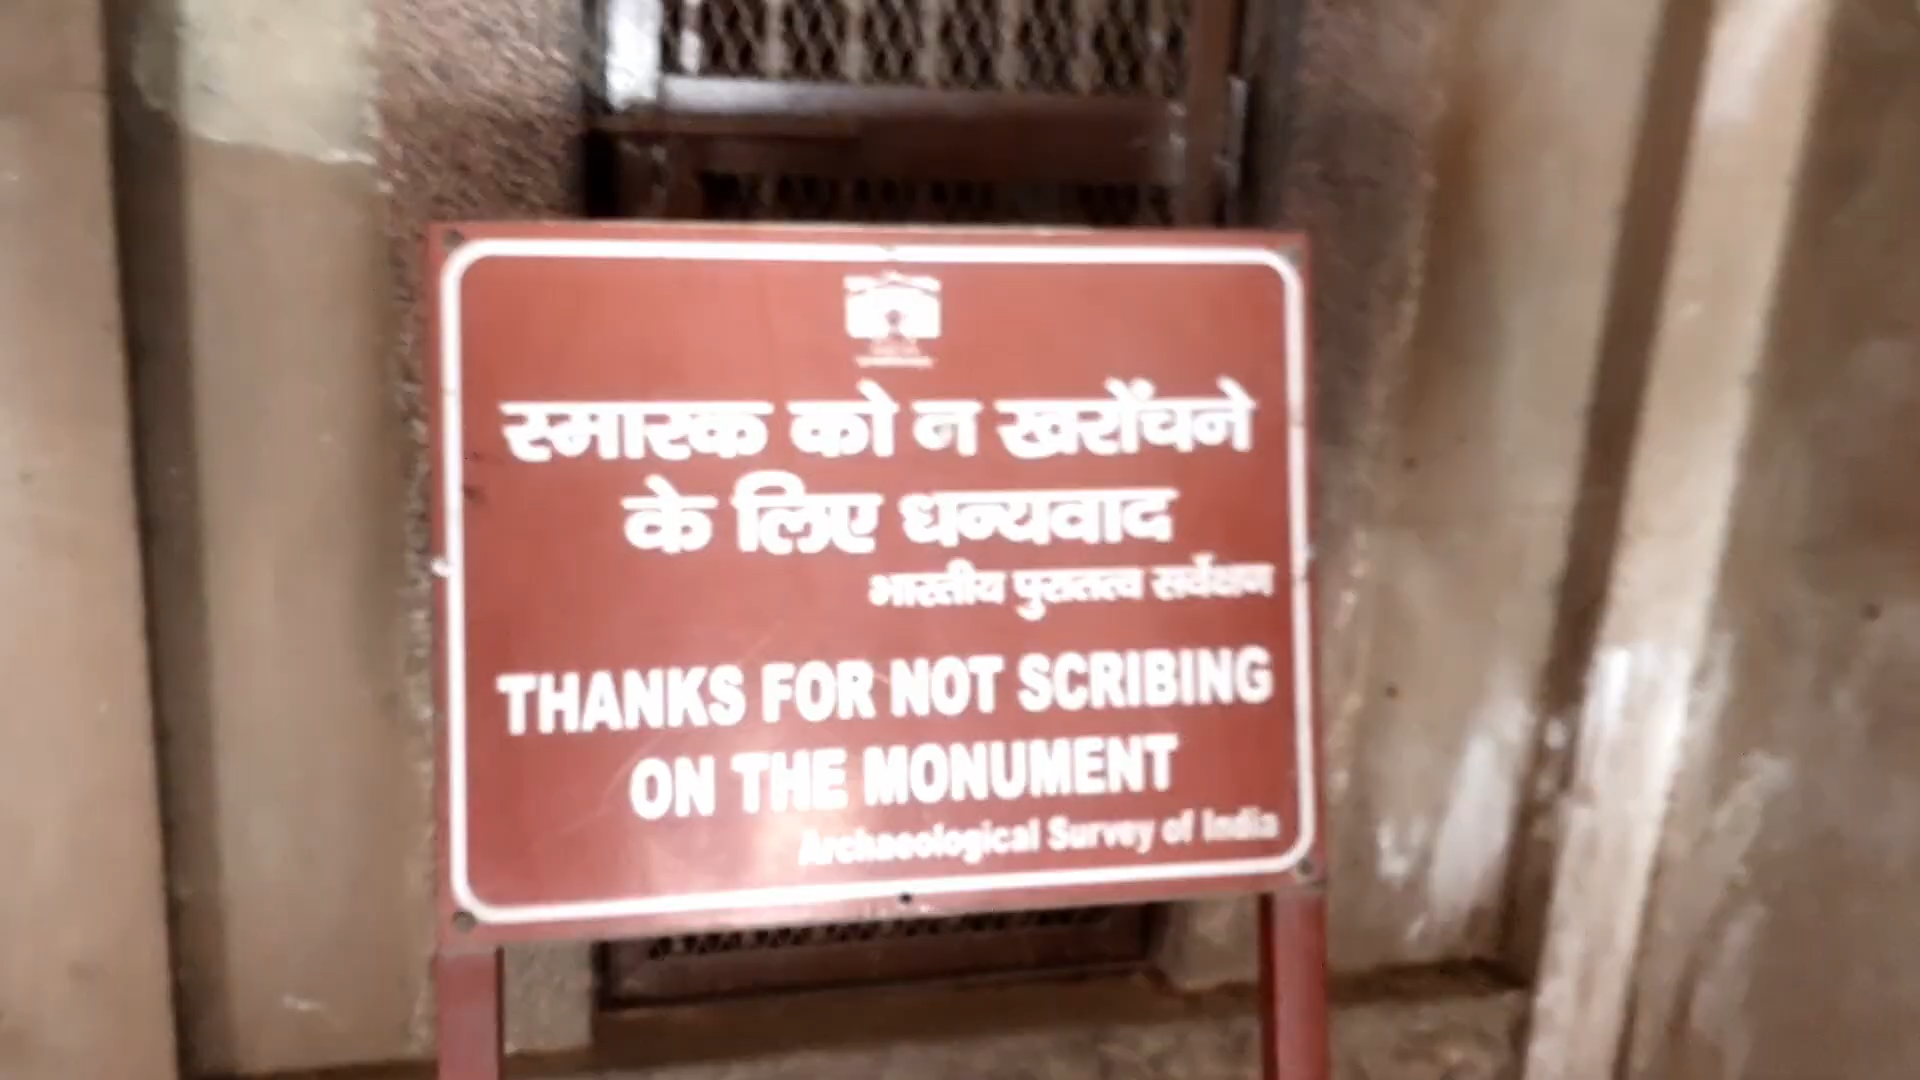 स्मारक को न खरोंचने
के लिए धन्यवाद
भारतीय पुरातत्व सर्वेक्षण
THANKS FOR NOT SCRIBING
ON THE MONUMENT
Archaeological Survey of India